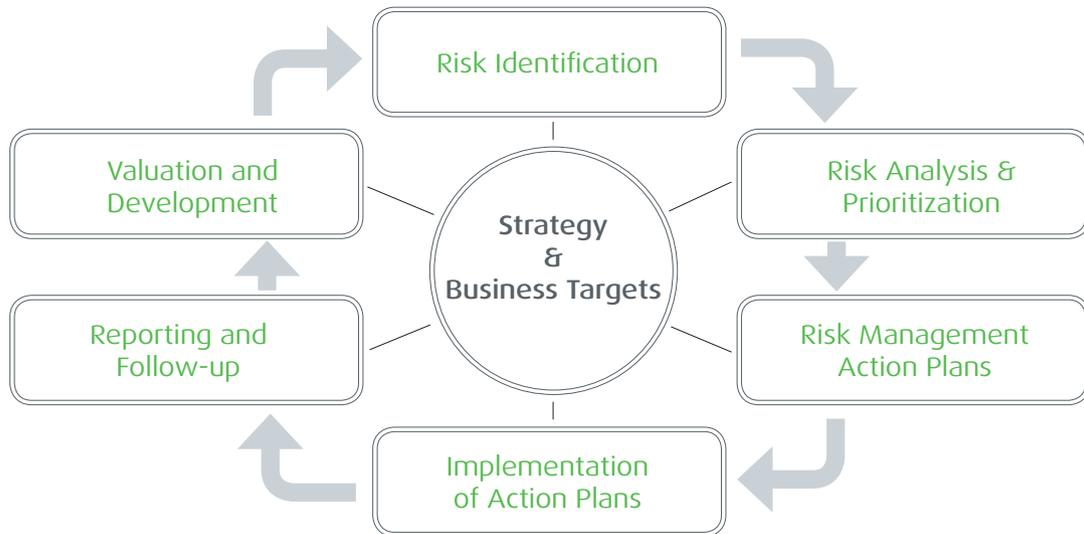 Risk Identification
Risk Analysis &
Prioritization
Risk Management
Action Plans
Implementation
of Action Plans
Reporting and
Follow-up
Valuation and
Development
Strategy
&
Business Targets